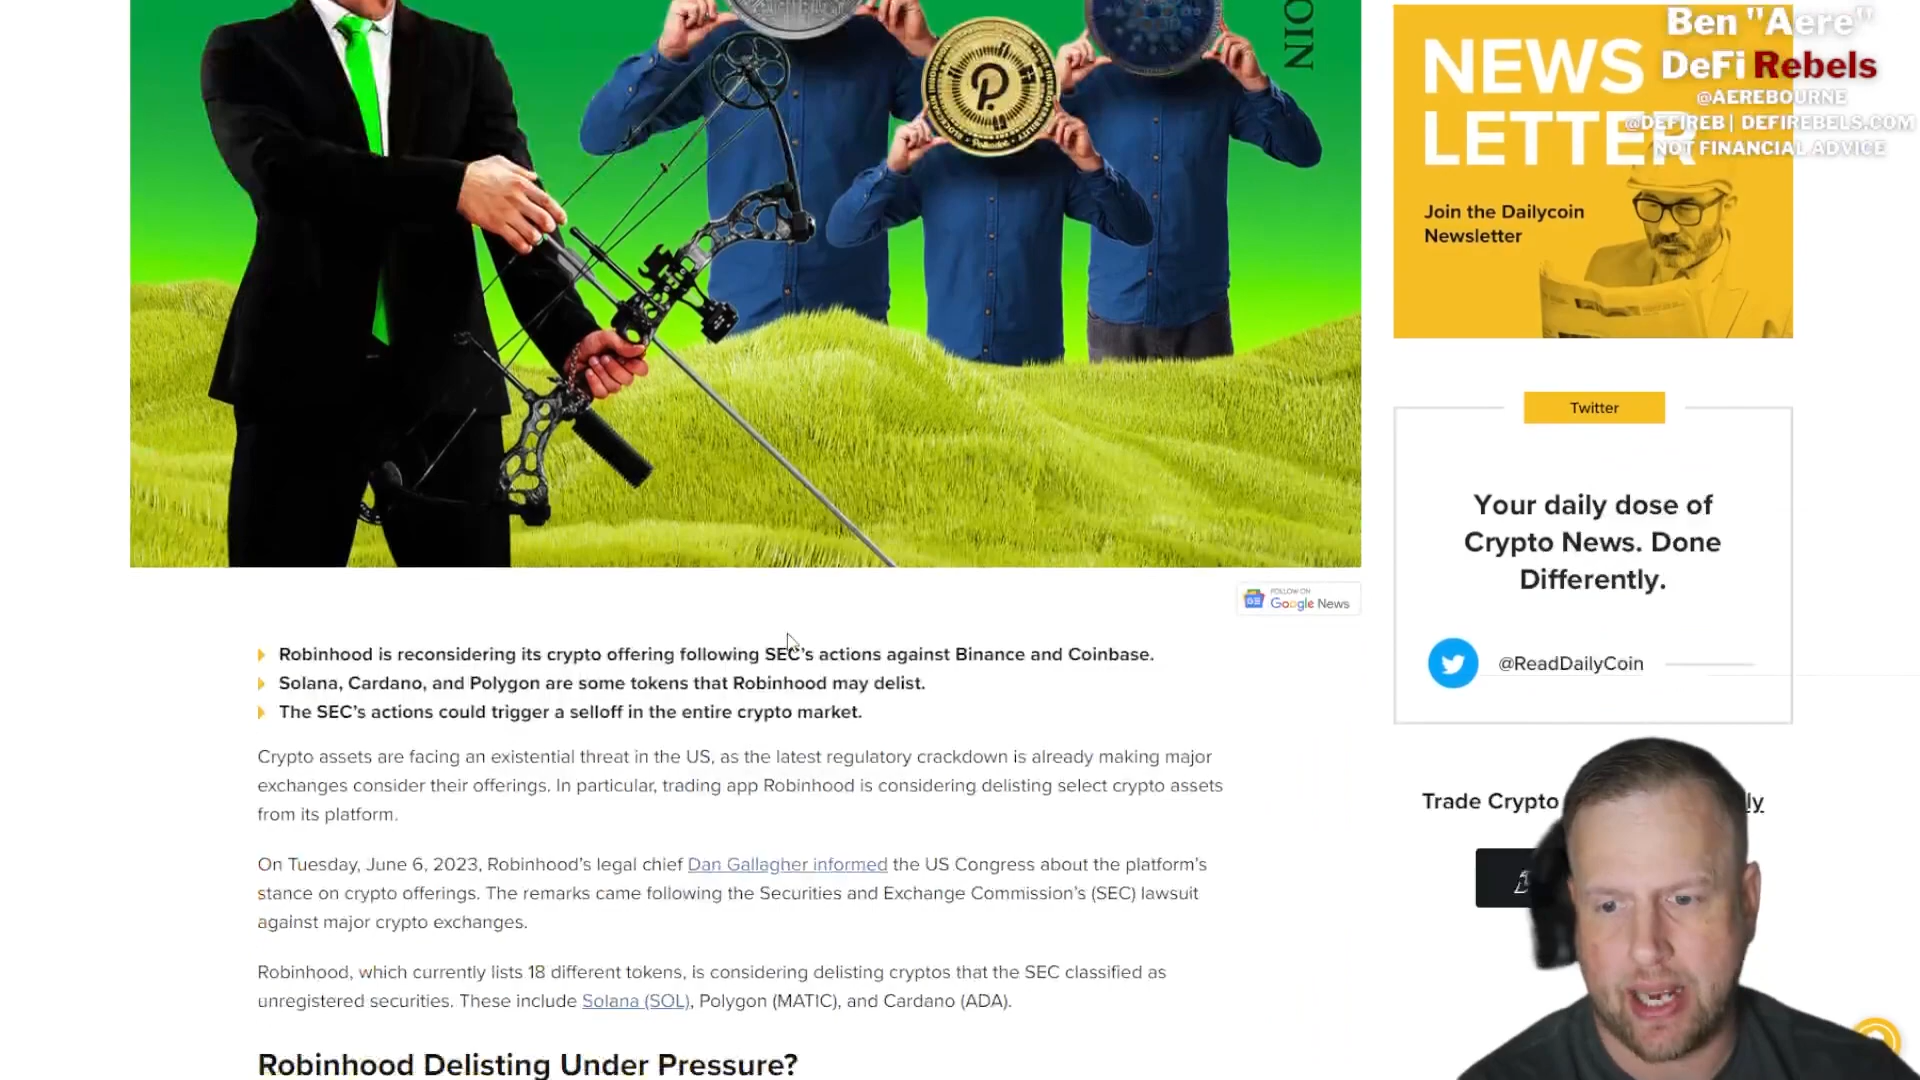 Ben "Aere"
DeFi Rebels
@AEREBOURNE
@DEFIREB | DEFIREBELS.COM
NOT FINANCIAL ADVICE
NEWS
LETTER
Join the Dailycoin
Newsletter
Twitter
Your daily dose of
Crypto News. Done
Differently.
@ReadDailyCoin
Trade Crypto
ly
FOLLOW ON
Google News
Robinhood is reconsidering its crypto offering following SEC's actions against Binance and Coinbase.
Solana, Cardano, and Polygon are some tokens that Robinhood may delist.
The SEC's actions could trigger a selloff in the entire crypto market.
Crypto assets are facing an existential threat in the US, as the latest regulatory crackdown is already making major
exchanges consider their offerings. In particular, trading app Robinhood is considering delisting select crypto assets
from its platform.
On Tuesday, June 6, 2023, Robinhood's legal chief Dan Gallagher informed the US Congress about the platform's
stance on crypto offerings. The remarks came following the Securities and Exchange Commission's (SEC) lawsuit
against major crypto exchanges.
Robinhood, which currently lists 18 different tokens, is considering delisting cryptos that the SEC classified as
unregistered securities. These include Solana (SOL), Polygon (MATIC), and Cardano (ADA).
Robinhood Delisting Under Pressure?